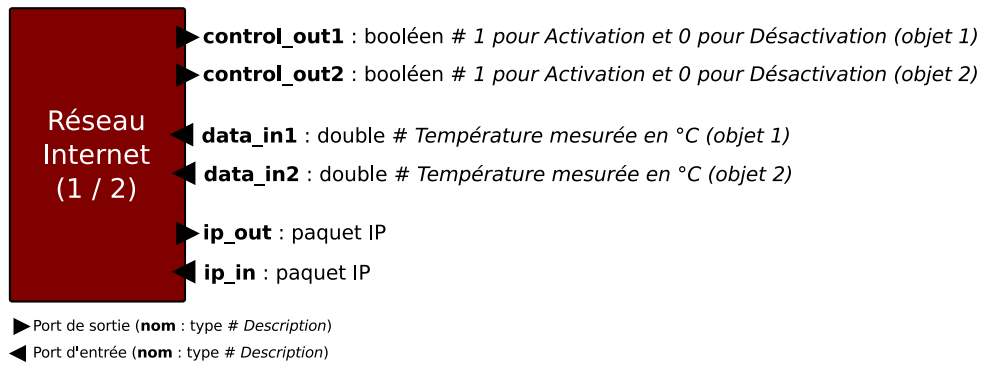 control_out1 : booléen # 1 pour Activation et 0 pour Désactivation (objet 1)
control_out2 : booléen # 1 pour Activation et 0 pour Désactivation (objet 2)
Réseau
Internet
(1 / 2)
data_in1 : double # Température mesurée en °C (objet 1)
data_in2 : double # Température mesurée en °C (objet 2)
ip_out : paquet IP
ip_in : paquet IP
Port de sortie (nom : type # Description)
Port d'entrée (nom : type # Description)